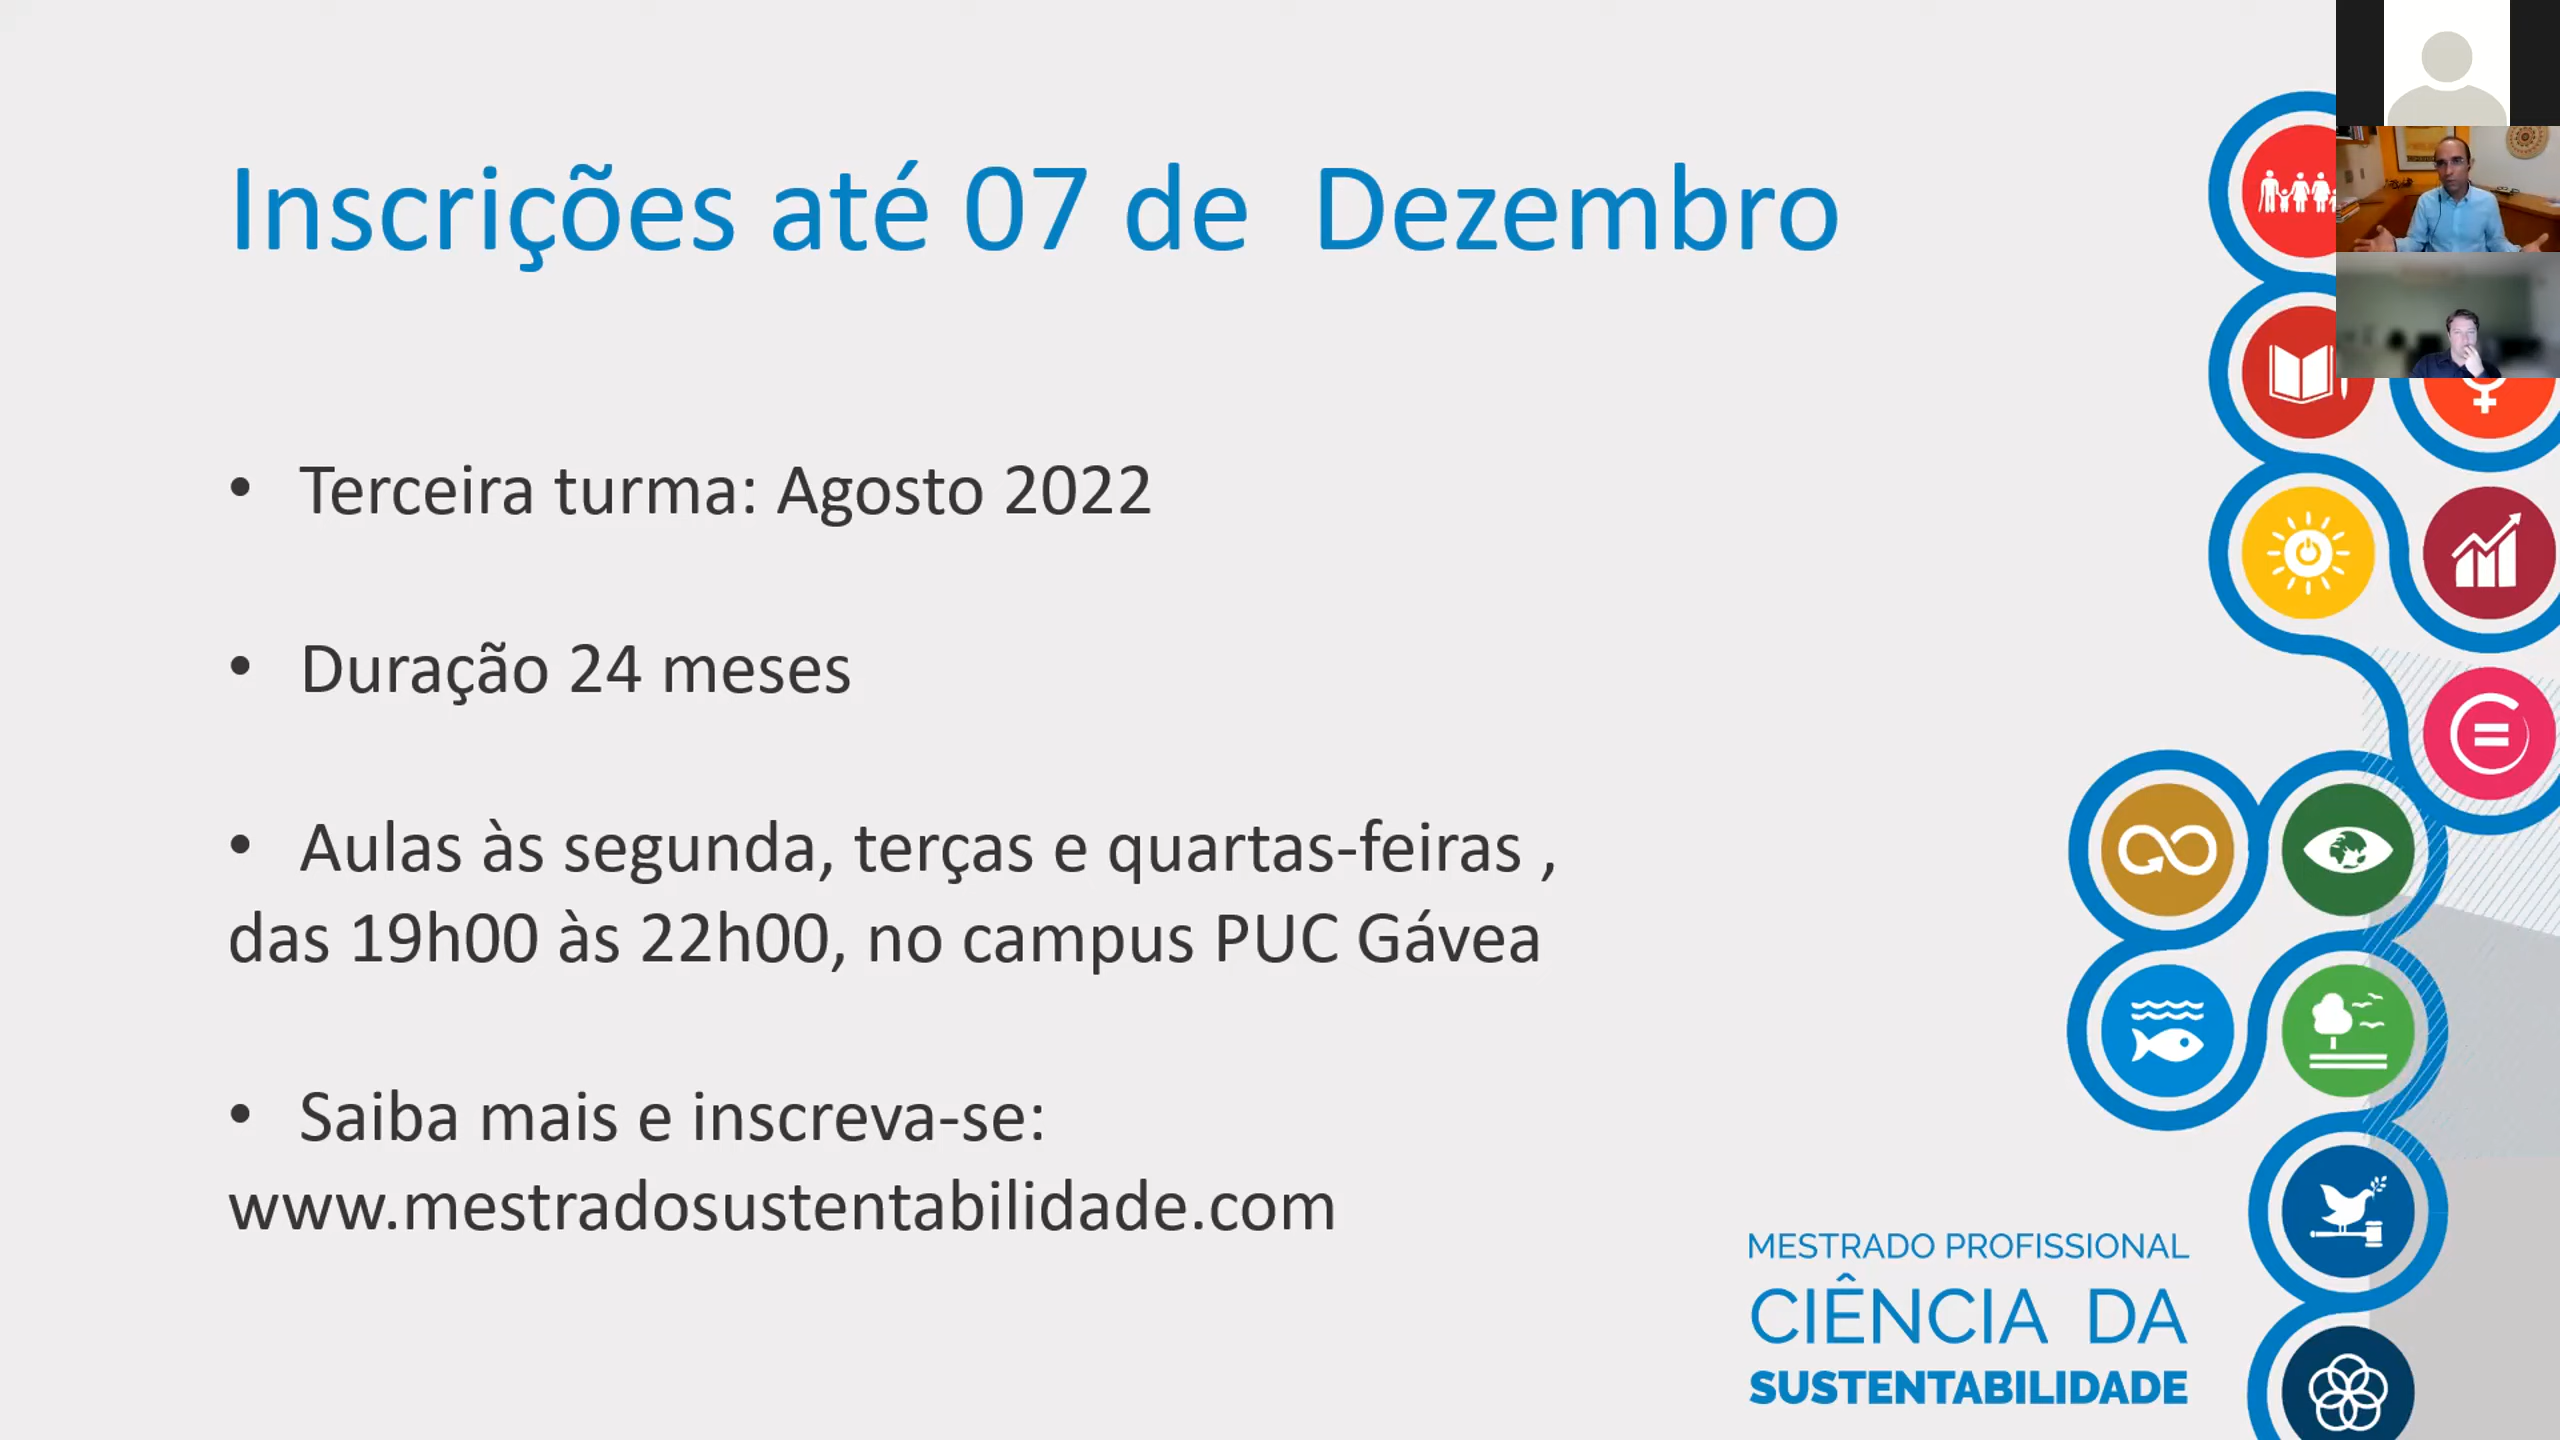 Inscrições até 07 de Dezembro
• Terceira turma: Agosto 2022
• Duração 24 meses
• Aulas às segunda, terças e quartas-feiras ,
das 19h00 às 22h00, no campus PUC Gávea
• Saiba mais e inscreva-se:
www.mestradosustentabilidade.com
MESTRADO PROFISSIONAL
CIÊNCIA DA
SUSTENTABILIDADE